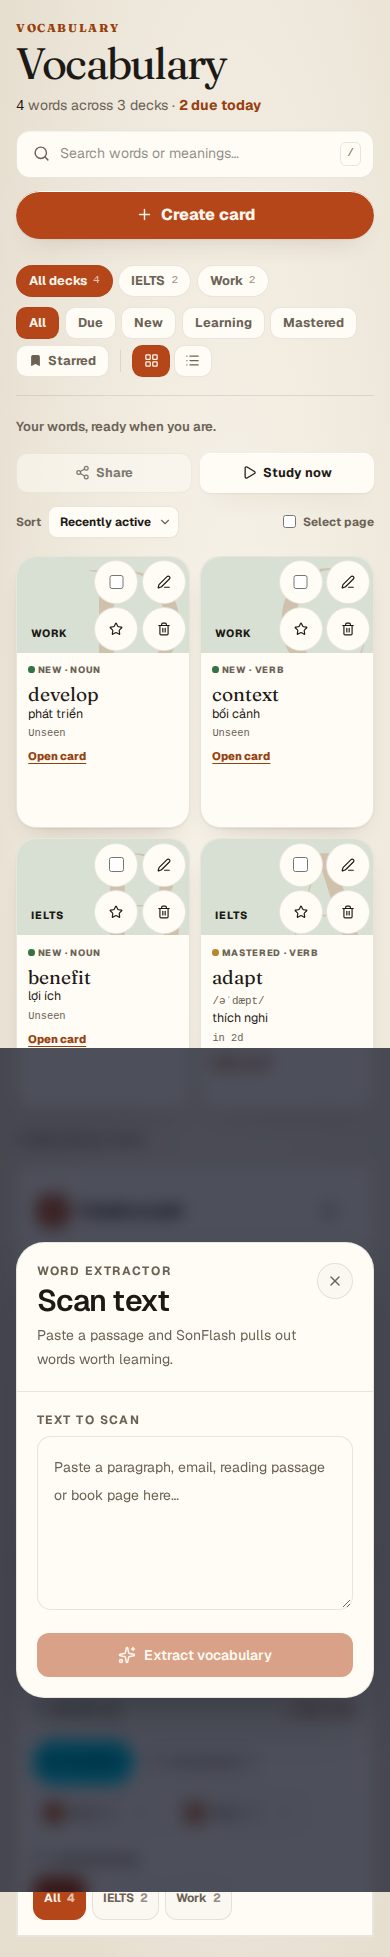 VOCABULARY
Vocabulary
4 words across 3 decks · 2 due today
Search words or meanings… /
+ Create card
All decks 4 IELTS 2 Work 2
All Due New Learning Mastered
Starred
Your words, ready when you are.
Share Study now
Sort Recently active Select page
WORK
NEW · NOUN
develop
phát triển
Unseen
Open card
WORK
NEW · VERB
context
bối cảnh
Unseen
Open card
IELTS
NEW · NOUN
benefit
lợi ích
Unseen
Open card
IELTS
MASTERED · VERB
adapt
/əˈdæpt/
thích nghi
in 2d
WORD EXTRACTOR
Scan text
Paste a passage and SonFlash pulls out
words worth learning.
TEXT TO SCAN
Paste a paragraph, email, reading passage
or book page here…
Extract vocabulary
All 4 IELTS 2 Work 2